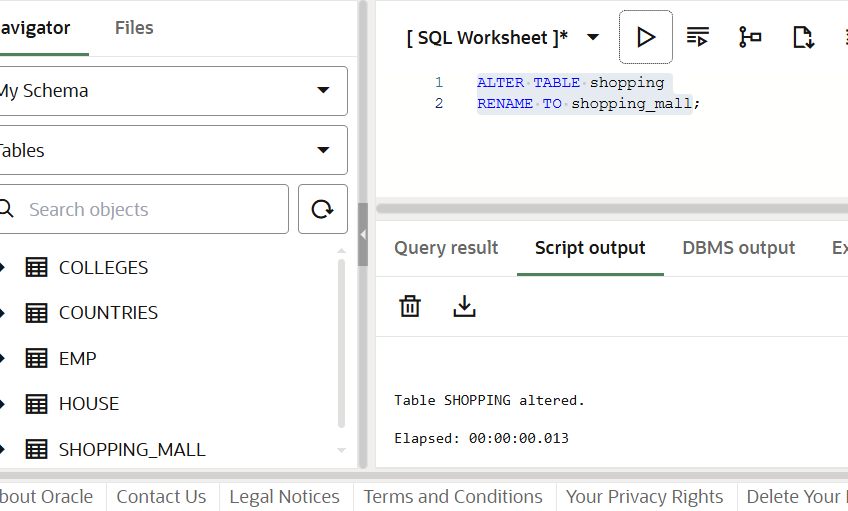 avigator Files
My Schema
Tables
Search objects
COLLEGES
COUNTRIES
EMP
HOUSE
SHOPPING_MALL
[ SQL Worksheet ]*
1 ALTER TABLE shopping
2 RENAME TO shopping_mall;
Query result Script output DBMS output Ex
Table SHOPPING altered.
Elapsed: 00:00:00.013
bout Oracle Contact Us Legal Notices Terms and Conditions Your Privacy Rights Delete Your